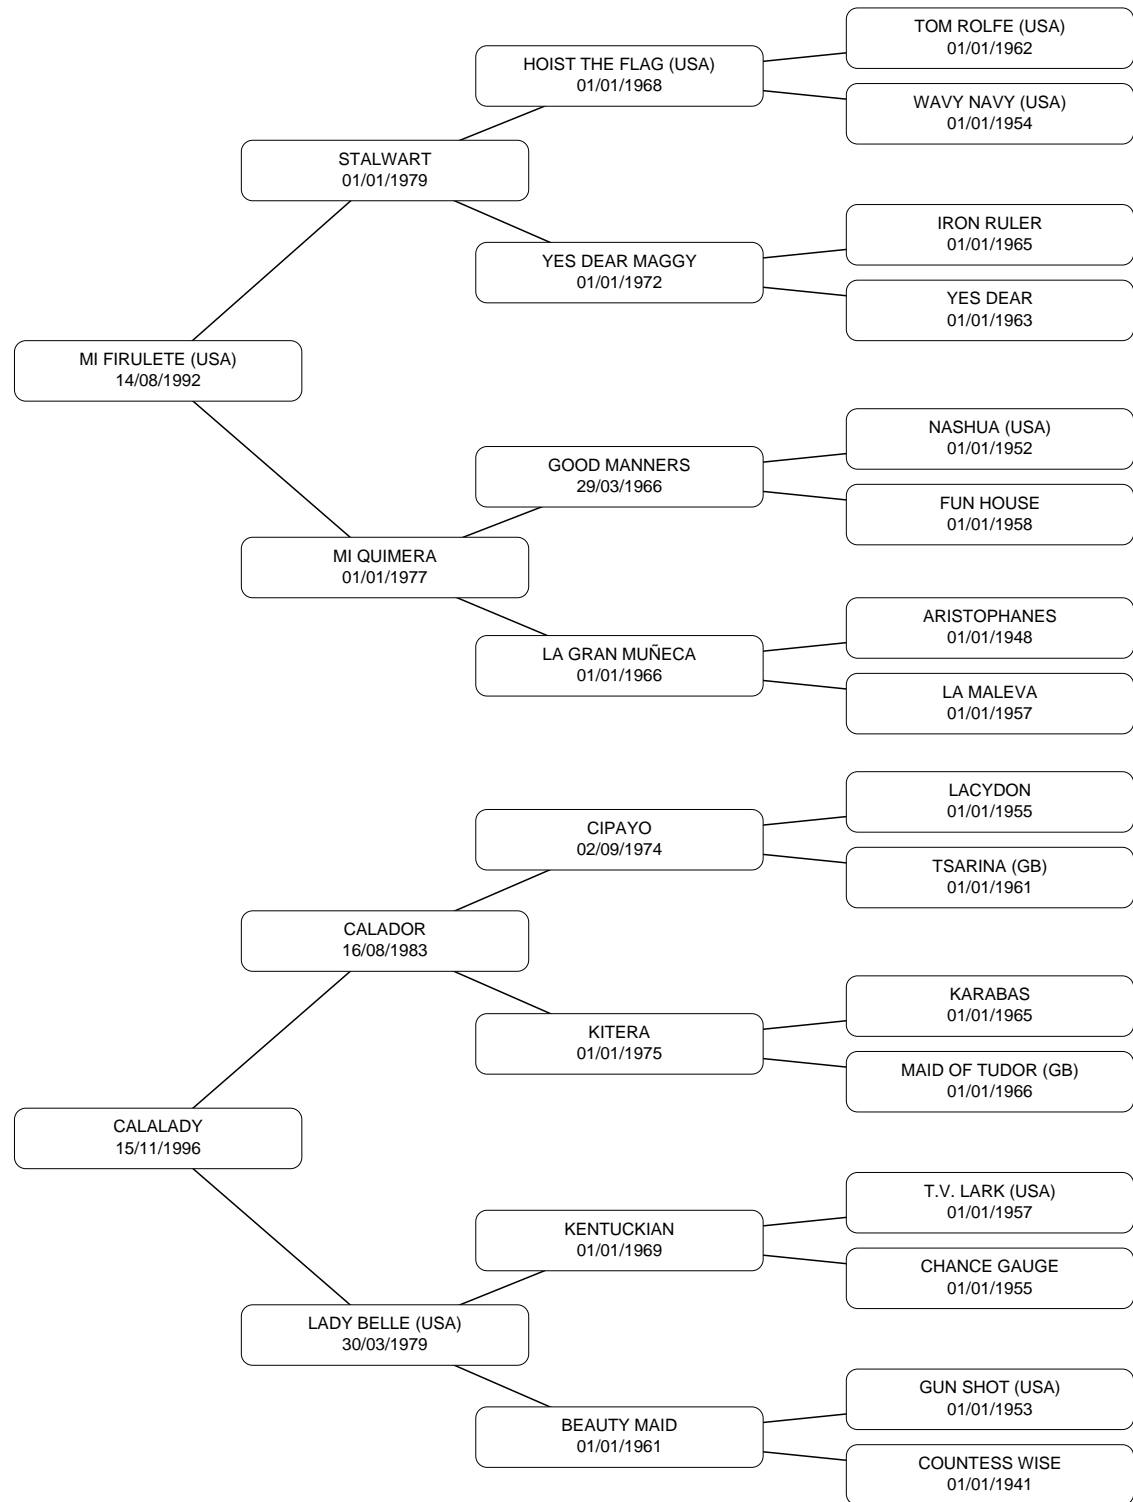 TOM ROLFE (USA)
01/01/1962
HOIST THE FLAG (USA)
01/01/1968
WAVY NAVY (USA)
01/01/1954
STALWART
01/01/1979
IRON RULER
01/01/1965
YES DEAR MAGGY
01/01/1972
YES DEAR
01/01/1963
MI FIRULETE (USA)
14/08/1992
NASHUA (USA)
01/01/1952
GOOD MANNERS
29/03/1966
FUN HOUSE
01/01/1958
MI QUIMERA
01/01/1977
ARISTOPHANES
01/01/1948
LA GRAN MUÑECA
01/01/1966
LA MALEVA
01/01/1957
LACYDON
01/01/1955
CIPAYO
02/09/1974
TSARINA (GB)
01/01/1961
CALADOR
16/08/1983
KARABAS
01/01/1965
KITERA
01/01/1975
MAID OF TUDOR (GB)
01/01/1966
CALALADY
15/11/1996
T.V. LARK (USA)
01/01/1957
KENTUCKIAN
01/01/1969
CHANCE GAUGE
01/01/1955
LADY BELLE (USA)
30/03/1979
GUN SHOT (USA)
01/01/1953
BEAUTY MAID
01/01/1961
COUNTESS WISE
01/01/1941